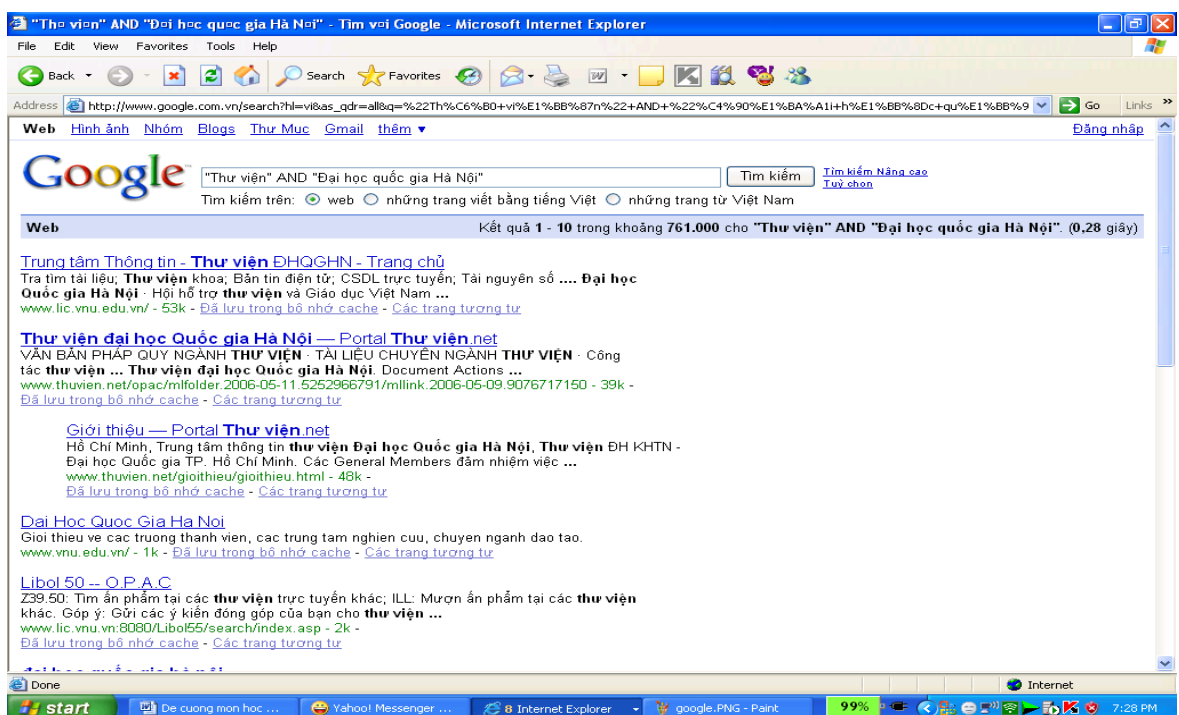 "Th¤ vi¤n" AND "Ð¤i h¤c qu¤c gia Hà N¤i" - Tìm v¤i Google - Microsoft Internet Explorer
File Edit View Favorites Tools Help
Back Search Favorites
Address http://www.google.com.vn/search?hl=vi&as_qdr=all&q=%22Th%C6%B0+vi%E1%BB%87n%22+AND+%22%C4%90%E1%BA%A1i+h%E1%BB%8Dc+qu%E1%BB%9 Go Links »
Web Hình ảnh Nhóm Blogs Thư Mục Gmail thêm ▼ Đăng nhập
Google "Thư viện" AND "Đại học quốc gia Hà Nội" Tìm kiếm Tìm kiếm Nâng cao
Tuỳ chọn
Tìm kiếm trên: web những trang viết bằng tiếng Việt những trang từ Việt Nam
Web Kết quả 1 - 10 trong khoảng 761.000 cho "Thư viện" AND "Đại học quốc gia Hà Nội". (0,28 giây)
Trung tâm Thông tin - Thư viện ĐHQGHN - Trang chủ
Tra tìm tài liệu; Thư viện khoa; Bản tin điện tử; CSDL trực tuyến; Tài nguyên số .... Đại học
Quốc gia Hà Nội · Hội hỗ trợ thư viện và Giáo dục Việt Nam ...
www.lic.vnu.edu.vn/ - 53k - Đã lưu trong bộ nhớ cache - Các trang tương tự
Thư viện đại học Quốc gia Hà Nội — Portal Thư viện.net
VĂN BẢN PHÁP QUY NGÀNH THƯ VIỆN · TÀI LIỆU CHUYÊN NGÀNH THƯ VIỆN · Công
tác thư viện ... Thư viện đại học Quốc gia Hà Nội. Document Actions ...
www.thuvien.net/opac/mlfolder.2006-05-11.5252966791/mllink.2006-05-09.9076717150 - 39k -
Đã lưu trong bộ nhớ cache - Các trang tương tự
Giới thiệu — Portal Thư viện.net
Hồ Chí Minh, Trung tâm thông tin thư viện Đại học Quốc gia Hà Nội, Thư viện ĐH KHTN -
Đại học Quốc gia TP. Hồ Chí Minh. Các General Members đảm nhiệm việc ...
www.thuvien.net/gioithieu/gioithieu.html - 48k -
Đã lưu trong bộ nhớ cache - Các trang tương tự
Dai Hoc Quoc Gia Ha Noi
Gioi thieu ve cac truong thanh vien, cac trung tam nghien cuu, chuyen nganh dao tao.
www.vnu.edu.vn/ - 1k - Đã lưu trong bộ nhớ cache - Các trang tương tự
Libol 50 -- O.P.A.C
Z39.50: Tìm ấn phẩm tại các thư viện trực tuyến khác; ILL: Mượn ấn phẩm tại các thư viện
khác. Góp ý: Gửi các ý kiến đóng góp của bạn cho thư viện ...
www.lic.vnu.vn:8080/Libol55/search/index.asp - 2k -
Đã lưu trong bộ nhớ cache - Các trang tương tự
Done Internet
start De cuong mon hoc ... Yahoo! Messenger ... 8 Internet Explorer google.PNG - Paint 99% 7:28 PM